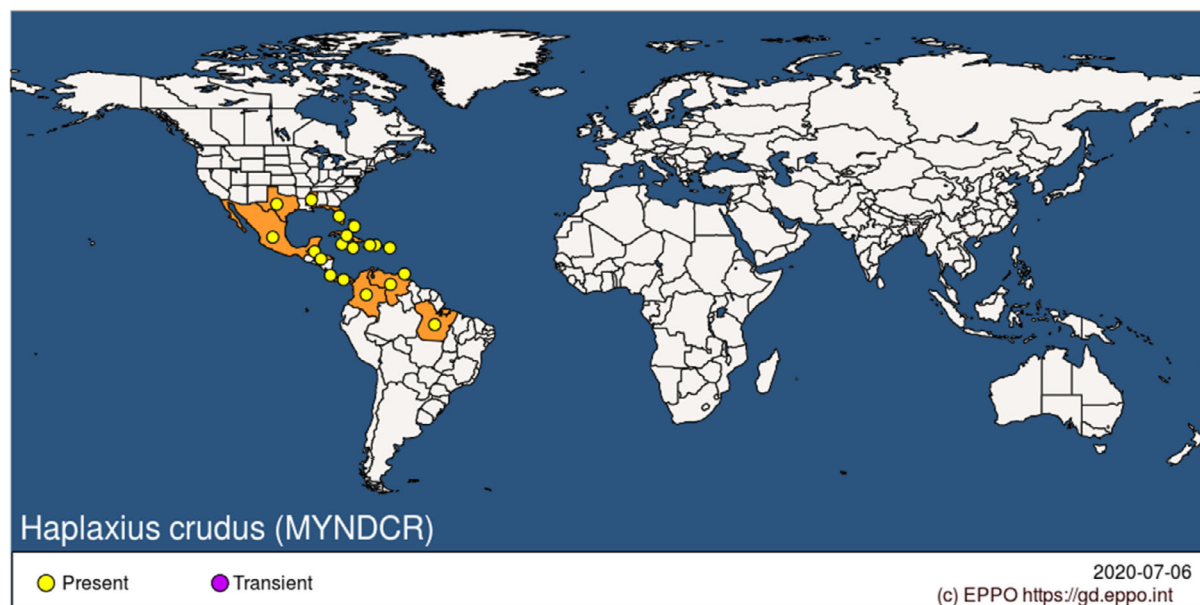 Haplaxius crudus (MYNDCR)
Present
Transient
2020-07-06
(c) EPPO https://gd.eppo.int